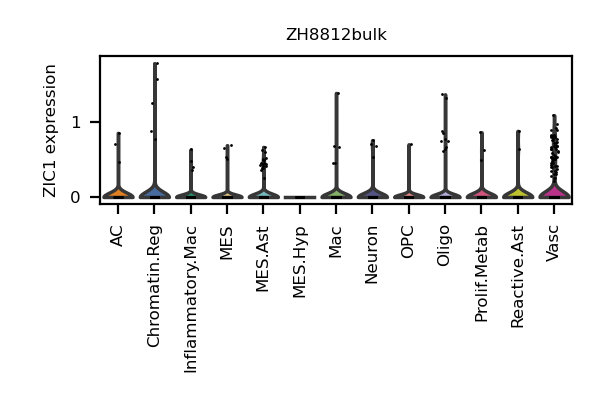 ZH8812bulk
ZIC1 expression
1
0
AC
Chromatin.Reg
Inflammatory.Mac
MES
MES.Ast
MES.Hyp
Mac
Neuron
OPC
Oligo
Prolif.Metab
Reactive.Ast
Vasc